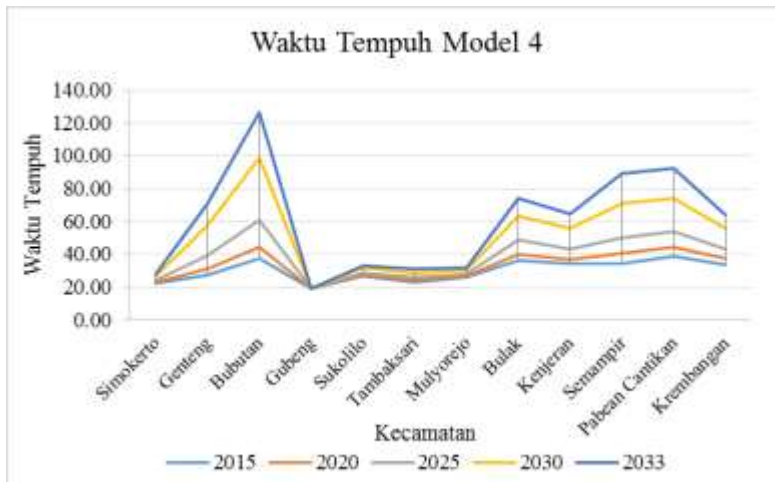 Waktu Tempuh Model 4
140.00
120.00
100.00
80.00
60.00
40.00
20.00
0.00
Waktu Tempuh
Simokerto
Genteng
Bubutan
Gubeng
Sukolilo
Tambaksari
Mulyorejo
Bulak
Kenjeran
Semampir
Pabean Cantikan
Krembangan
Kecamatan
2015 2020 2025 2030 2033